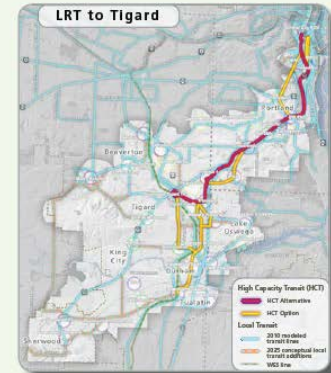 LRT to Tigard
Portland
Beaverton
Tigard
Lake
Oswego
King
City
Durham
Tualatin
Sherwood
High Capacity Transit (HCT)
HCT Alternative
HCT Option
Local Transit
2010 modeled
transit lines
2025 conceptual local
transit additions
WES line